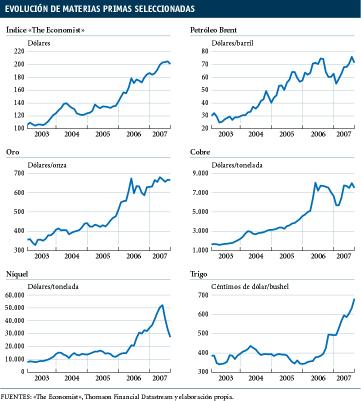 EVOLUCIÓN DE MATERIAS PRIMAS SELECCIONADAS
Índice «The Economist»
Dólares
220
200
180
160
140
120
100
2003 2004 2005 2006 2007
Petróleo Brent
Dólares/barril
80
70
60
50
40
30
20
2003 2004 2005 2006 2007
Oro
Dólares/onza
700
600
500
400
300
2003 2004 2005 2006 2007
Cobre
Dólares/tonelada
9.000
7.000
5.000
3.000
1.000
2003 2004 2005 2006 2007
Níquel
Dólares/tonelada
60.000
50.000
40.000
30.000
20.000
10.000
0
2003 2004 2005 2006 2007
Trigo
Céntimos de dólar/bushel
700
600
500
400
300
2003 2004 2005 2006 2007
FUENTES: «The Economist», Thomson Financial Datastream y elaboración propia.